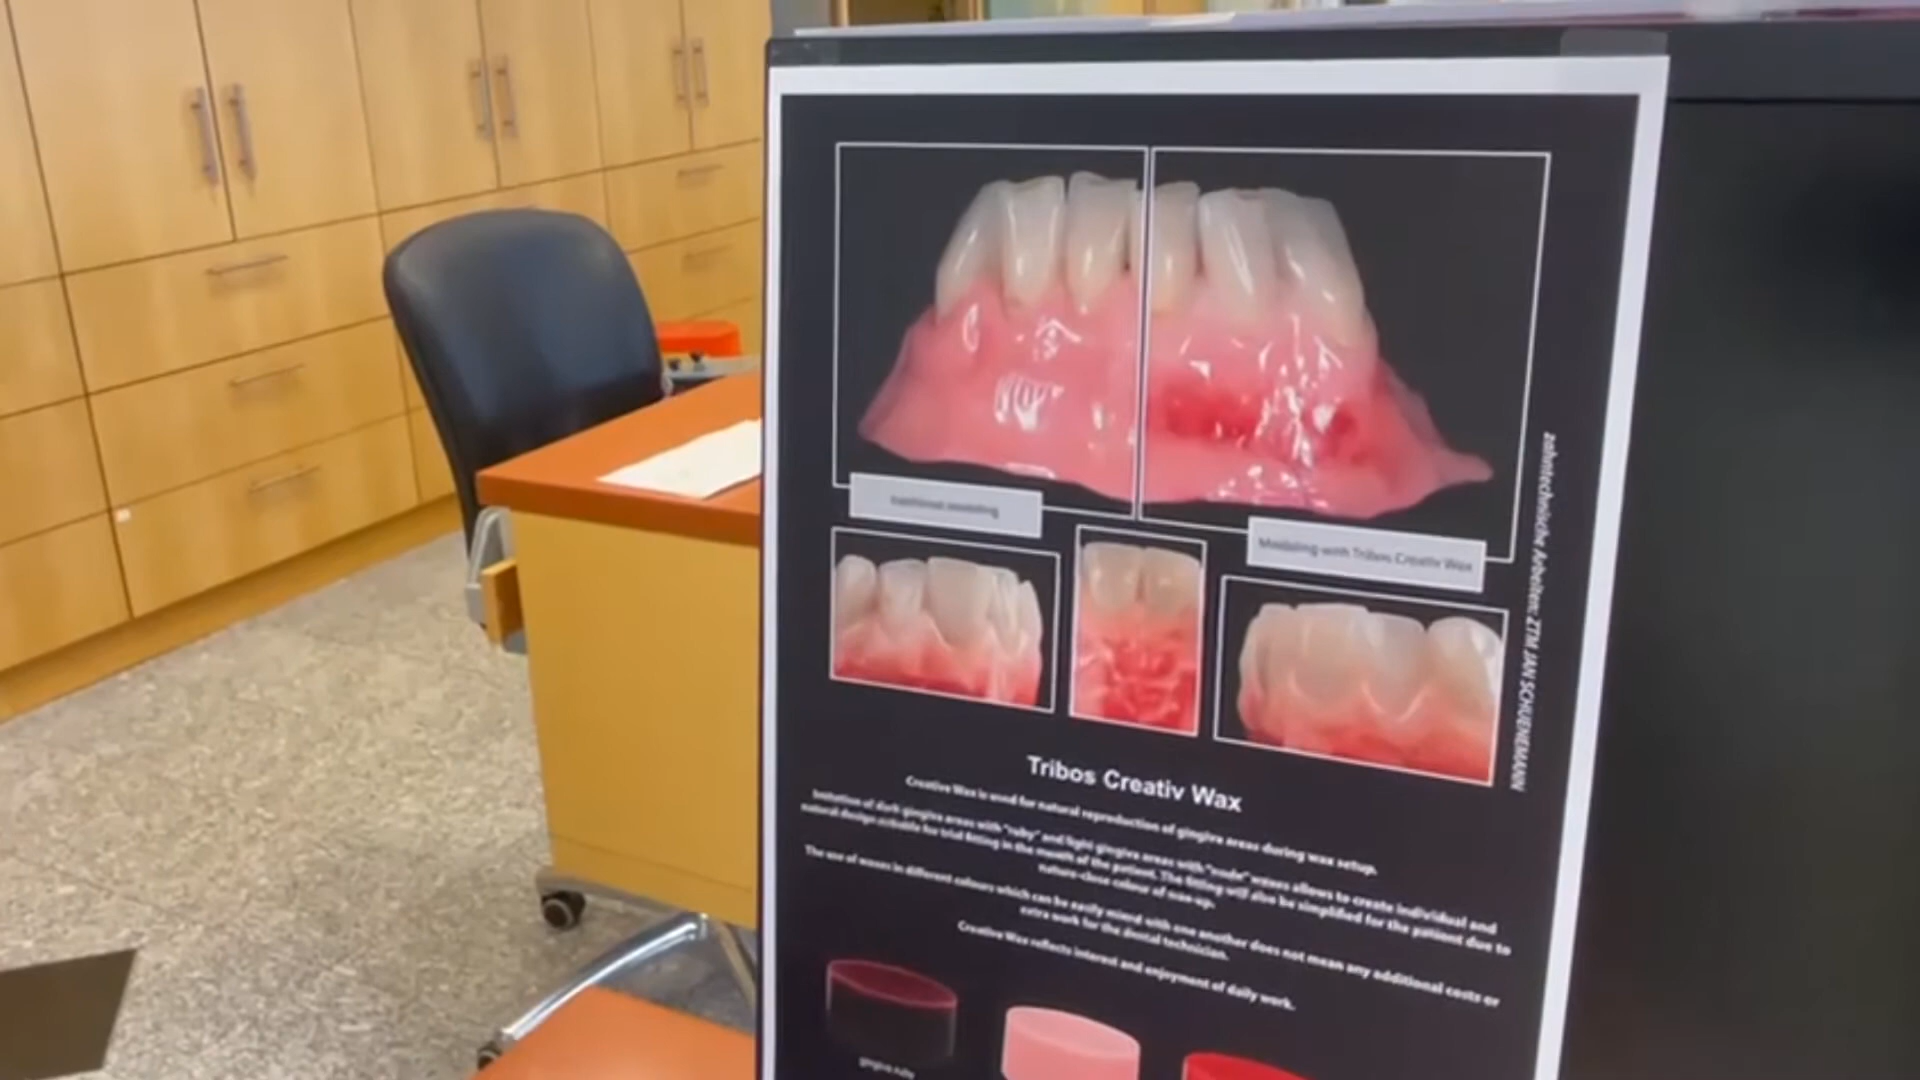 traditional modeling
Modeling with Tribos Creativ Wax
zahntechnische Arbeiten: ZTM JAN SCHUENEMANN
Tribos Creativ Wax
Creative Wax is used for natural reproduction of gingiva areas during wax setup.
Imitation of dark gingiva areas with "ruby" and light gingiva areas with "nude" waxes allows to create individual and
natural design suitable for trial fitting in the mouth of the patient. The fitting will also be simplified for the patient due to
nature-close colour of wax-up.
The use of waxes in different colours which can be easily mixed with one another does not mean any additional costs or
extra work for the dental technician.
Creative Wax reflects interest and enjoyment of daily work.
gingiva ruby